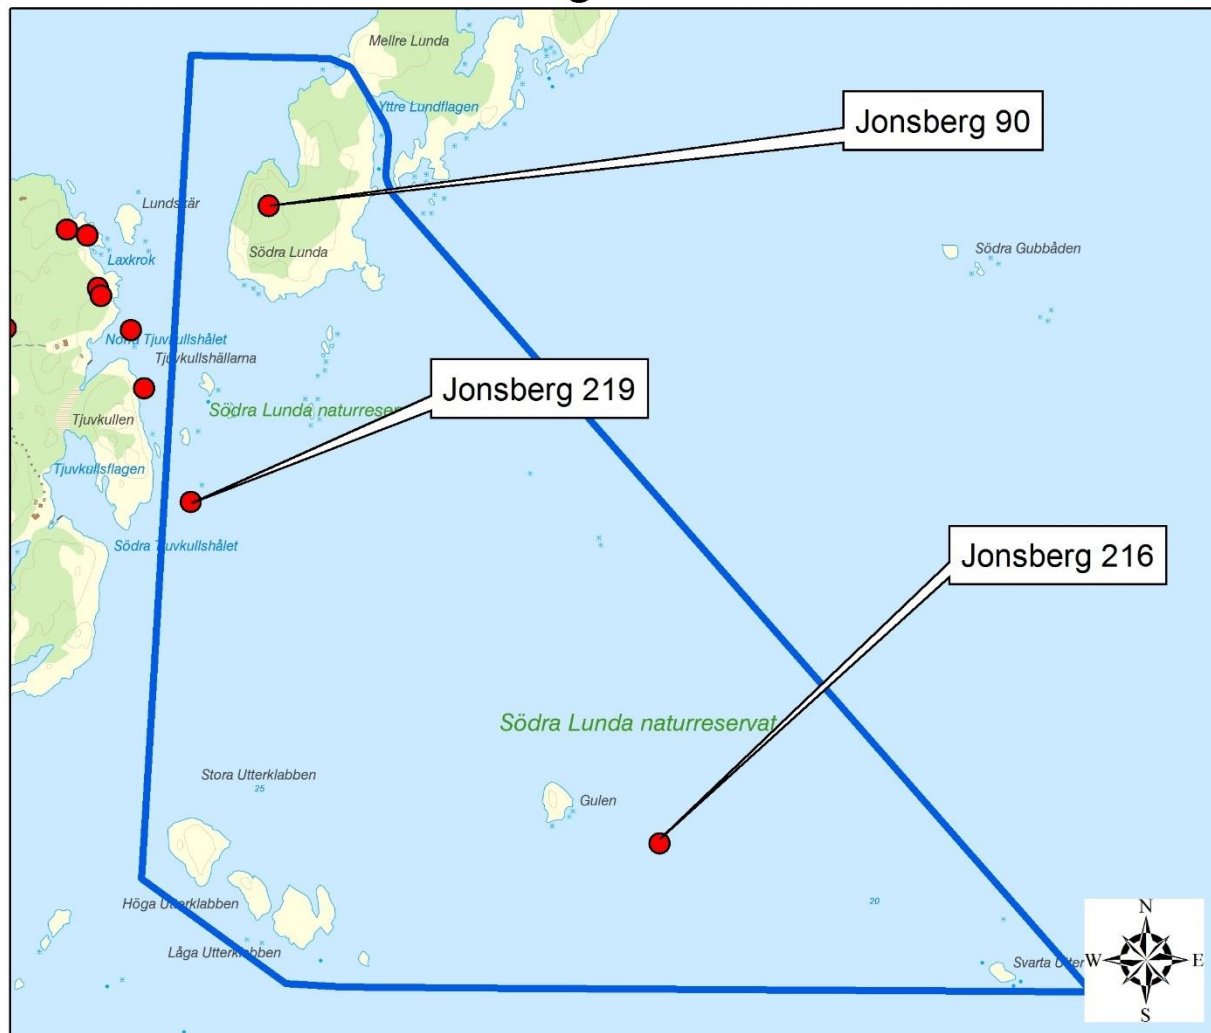 Mellre Lunda
Yttre Lundflagen
Jonsberg 90
Lundskär
Södra Lunda
Södra Gubbåden
Laxkrok
Norra Tjuvkullshålet
Tjuvkullshällarna
Jonsberg 219
Södra Lunda
Tjuvkullen
Tjuvkullsflagen
Södra Tjuvkullshålet
Jonsberg 216
Södra Lunda naturreservat
Stora Utterklabben
25
Gulen
Höga Utterklabben
20
N
Låga Utterklabben
Svarta
W
E
S